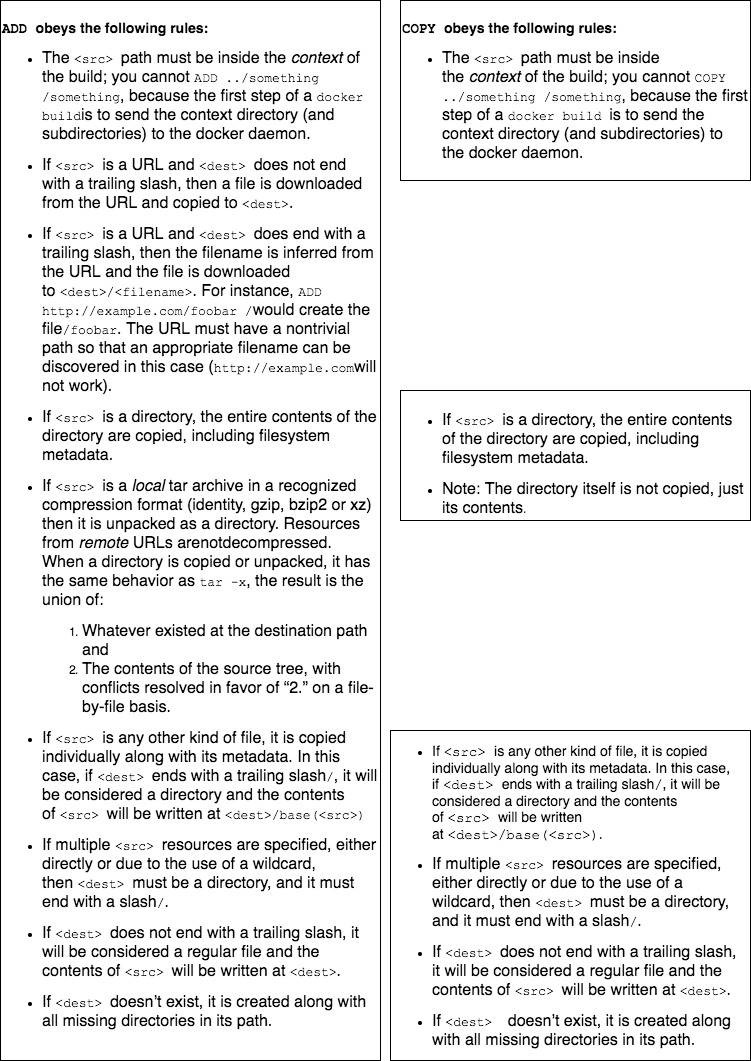 ADD obeys the following rules:
• The <src> path must be inside the context of
the build; you cannot ADD ../something
/something, because the first step of a docker
buildis to send the context directory (and
subdirectories) to the docker daemon.
• If <src> is a URL and <dest> does not end
with a trailing slash, then a file is downloaded
from the URL and copied to <dest>.
• If <src> is a URL and <dest> does end with a
trailing slash, then the filename is inferred from
the URL and the file is downloaded
to <dest>/<filename>. For instance, ADD
http://example.com/foobar /would create the
file/foobar. The URL must have a nontrivial
path so that an appropriate filename can be
discovered in this case (http://example.comwill
not work).
• If <src> is a directory, the entire contents of the
directory are copied, including filesystem
metadata.
• If <src> is a local tar archive in a recognized
compression format (identity, gzip, bzip2 or xz)
then it is unpacked as a directory. Resources
from remote URLs arenotdecompressed.
When a directory is copied or unpacked, it has
the same behavior as tar -x, the result is the
union of:
1. Whatever existed at the destination path
and
2. The contents of the source tree, with
conflicts resolved in favor of “2.” on a file-
by-file basis.
• If <src> is any other kind of file, it is copied
individually along with its metadata. In this
case, if <dest> ends with a trailing slash/, it will
be considered a directory and the contents
of <src> will be written at <dest>/base(<src>)
• If multiple <src> resources are specified, either
directly or due to the use of a wildcard,
then <dest> must be a directory, and it must
end with a slash/.
• If <dest> does not end with a trailing slash, it
will be considered a regular file and the
contents of <src> will be written at <dest>.
• If <dest> doesn’t exist, it is created along with
all missing directories in its path.
COPY obeys the following rules:
• The <src> path must be inside
the context of the build; you cannot COPY
../something /something, because the first
step of a docker build is to send the
context directory (and subdirectories) to
the docker daemon.
• If <src> is a directory, the entire contents
of the directory are copied, including
filesystem metadata.
• Note: The directory itself is not copied, just
its contents.
• If <src> is any other kind of file, it is copied
individually along with its metadata. In this case,
if <dest> ends with a trailing slash/, it will be
considered a directory and the contents
of <src> will be written
at <dest>/base(<src>).
• If multiple <src> resources are specified,
either directly or due to the use of a
wildcard, then <dest> must be a directory,
and it must end with a slash/.
• If <dest> does not end with a trailing slash,
it will be considered a regular file and the
contents of <src> will be written at <dest>.
• If <dest> doesn’t exist, it is created along
with all missing directories in its path.